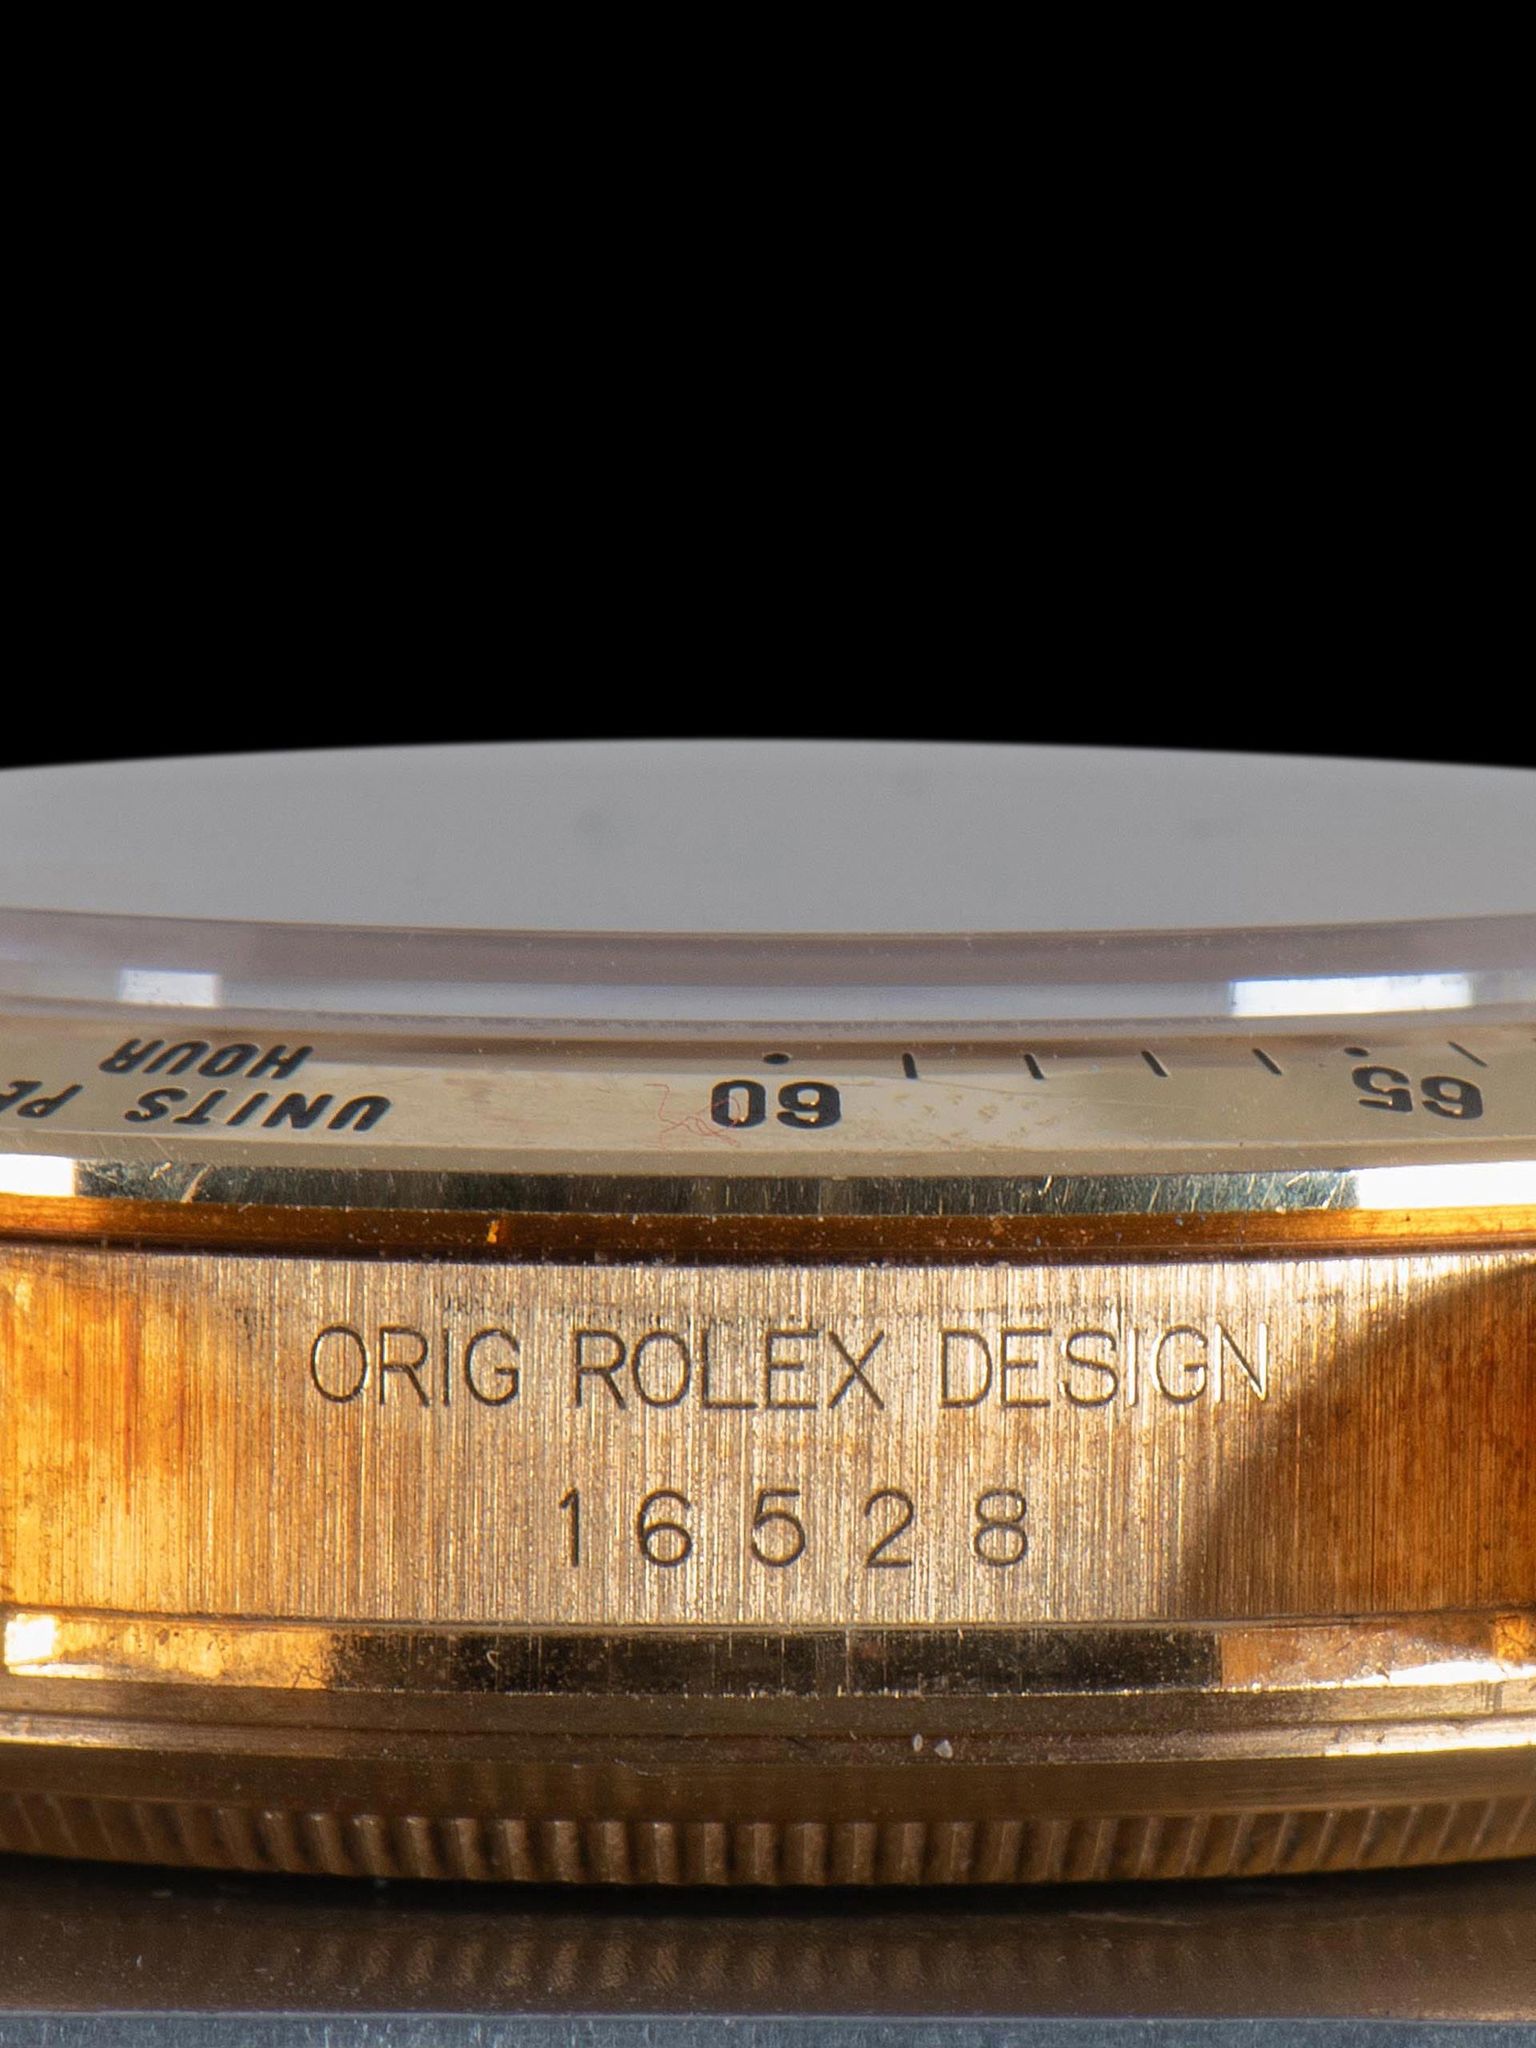 UNITS PE
HOUR
60
65
ORIG ROLEX DESIGN
16528